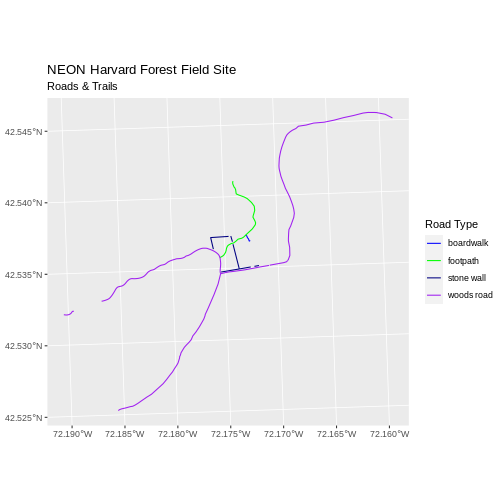 NEON Harvard Forest Field Site
Roads & Trails
42.545°N
42.540°N
42.535°N
42.530°N
42.525°N
72.190°W 72.185°W 72.180°W 72.175°W 72.170°W 72.165°W 72.160°W
Road Type
boardwalk
footpath
stone wall
woods road